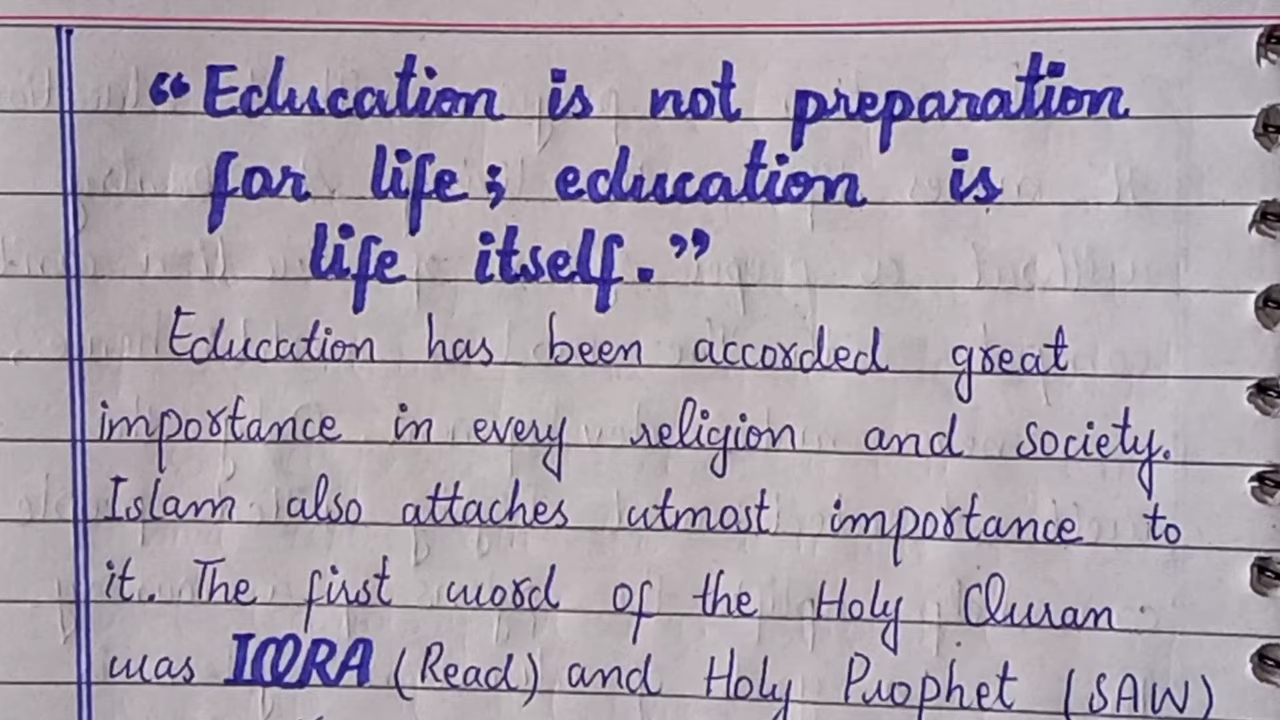 “Education is not preparation
for life; education is
life itself.”
Education has been accorded great
importance in every religion and society.
Islam also attaches utmost importance to
it. The first word of the Holy Quran
was IQRA (Read) and Holy Prophet (SAW)